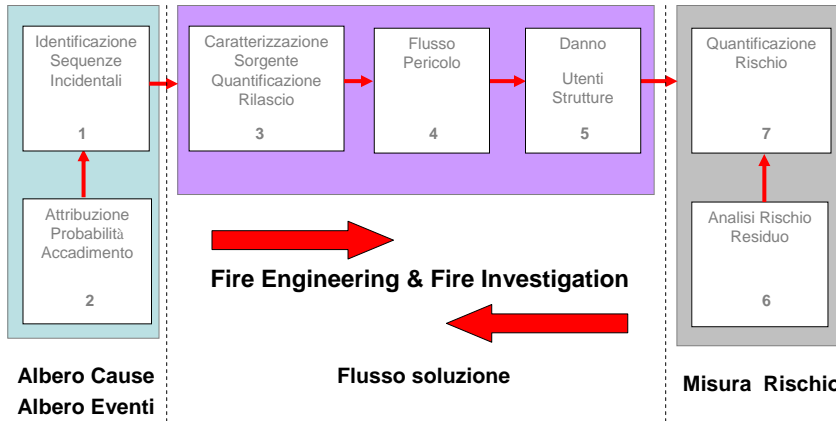 Identificazione
Sequenze
Incidentali
1
Attribuzione
Probabilità
Accadimento
2
Caratterizzazione
Sorgente
Quantificazione
Rilascio
3
Flusso
Pericolo
4
Danno
Utenti
Strutture
5
Quantificazione
Rischio
7
Analisi Rischio
Residuo
6
Fire Engineering & Fire Investigation
Albero Cause
Albero Eventi
Flusso soluzione
Misura Rischio